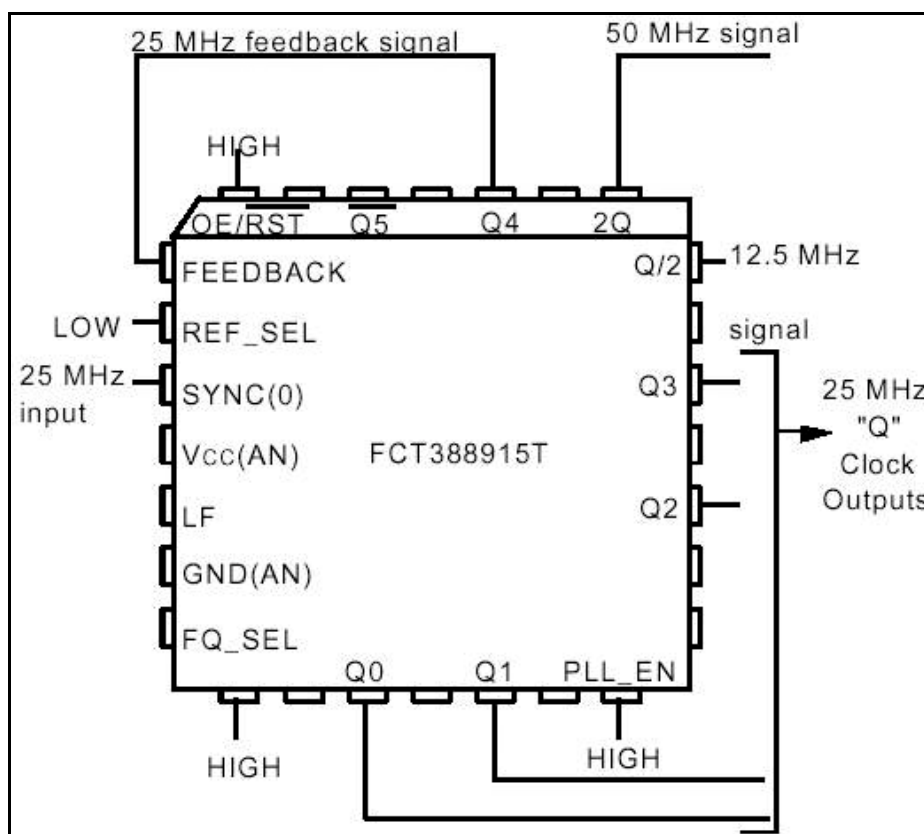 25 MHz feedback signal
50 MHz signal
HIGH
OE/RST
Q5
Q4
2Q
FEEDBACK
Q/2
12.5 MHz
LOW
REF_SEL
signal
25 MHz
input
SYNC(0)
Q3
25 MHz
"Q"
Clock
Outputs
VCC(AN)
FCT388915T
LF
Q2
GND(AN)
FQ_SEL
Q0
Q1
PLL_EN
HIGH
HIGH